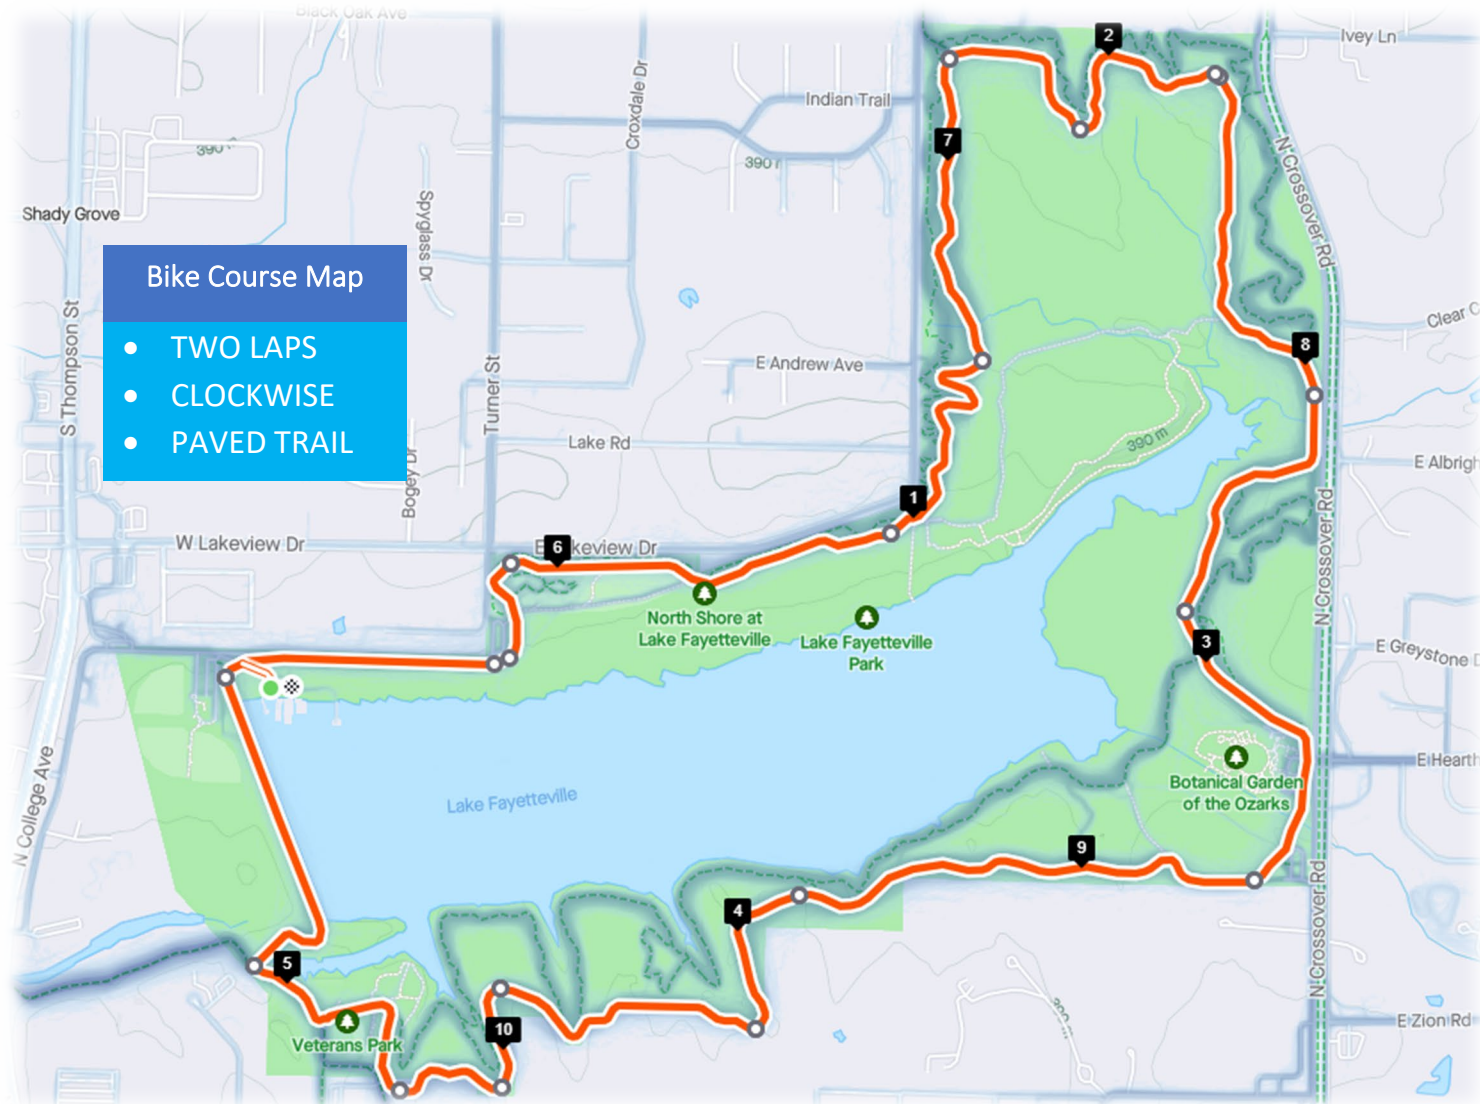 Black Oak Ave
2
Ivey Ln
Croxdale Dr
Indian Trail
7
N Crossover Rd
390
390
Shady Grove
Spyglass Dr
Bike Course Map
• TWO LAPS
• CLOCKWISE
• PAVED TRAIL
S Thompson St
Turner St
Clear C
8
E Andrew Ave
Lake Rd
390 m
E Albrigh
Bogey Dr
1
W Lakeview Dr
6
keview Dr
N Crossover Rd
North Shore at
Lake Fayetteville
Lake Fayetteville
Park
3
E Greystone D
N College Ave
Lake Fayetteville
Botanical Garden
of the Ozarks
E Hearth
9
4
N Crossover Rd
5
10
Veterans Park
E Zion Rd